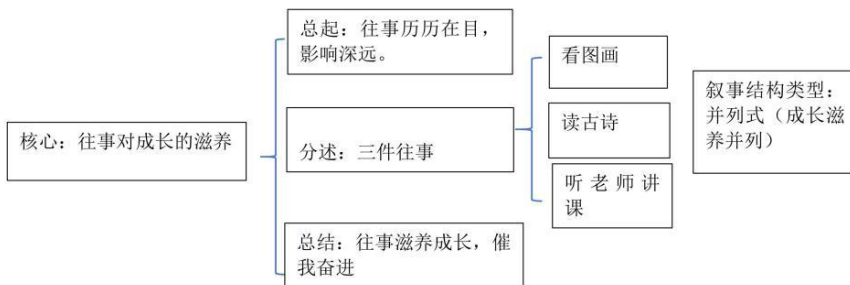 核心：往事对成长的滋养
总起：往事历历在目，
影响深远。
分述：三件往事
总结：往事滋养成长，催
我奋进
看图画
读古诗
听老师讲
课
叙事结构类型：
并列式（成长滋
养并列）